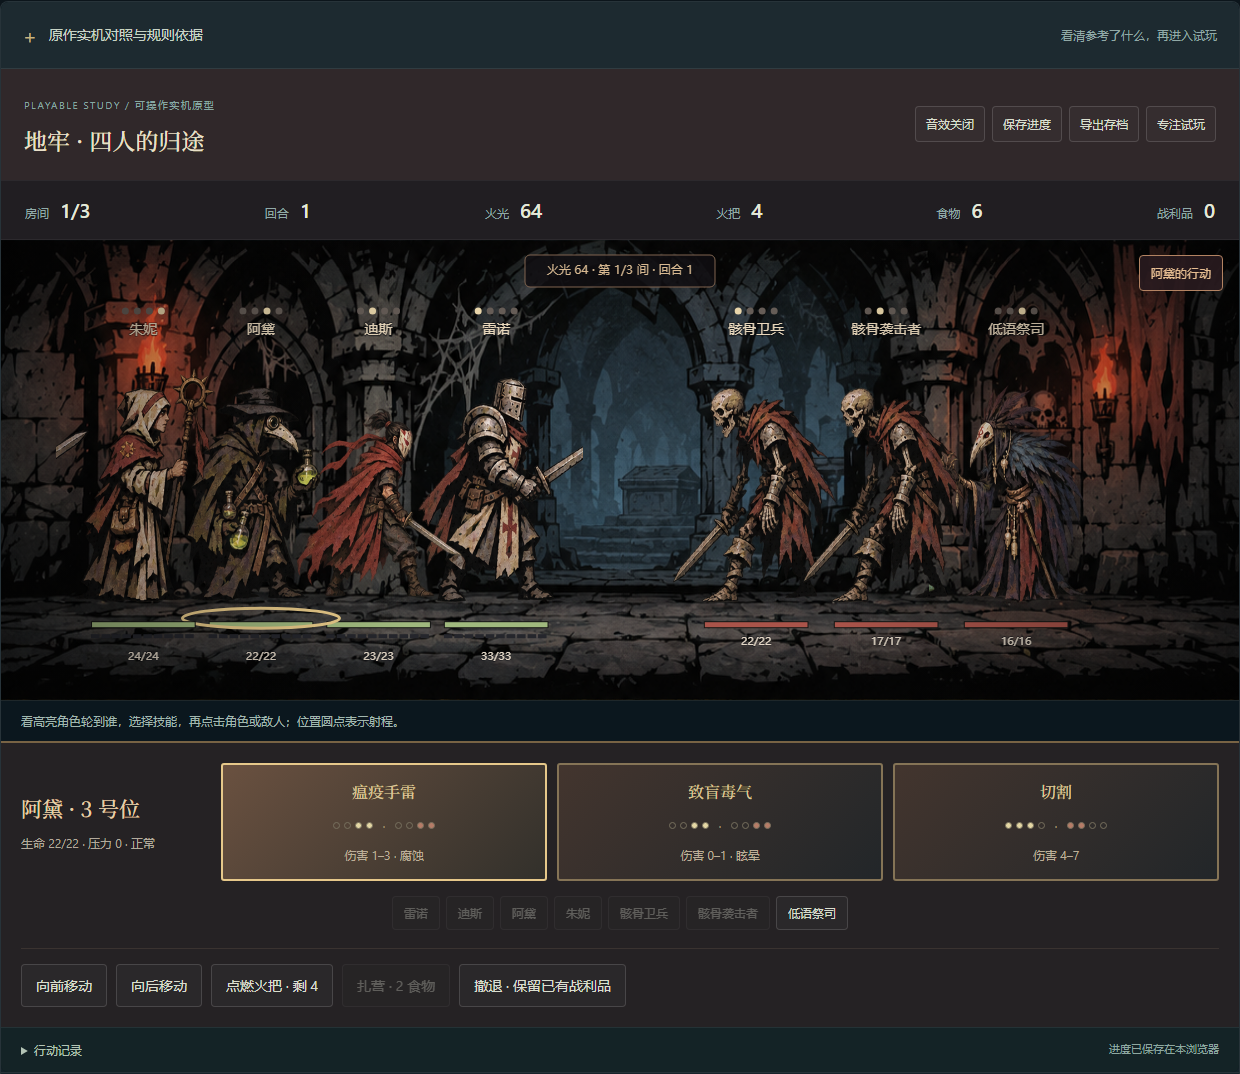 + 原作实机对照与规则依据
看清参考了什么，再进入试玩
PLAYABLE STUDY / 可操作实机原型
地牢 · 四人的归途
音效关闭
保存进度
导出存档
专注试玩
房间 1/3
回合 1
火光 64
火把 4
食物 6
战利品 0
火光 64 · 第 1/3 间 · 回合 1
阿黛的行动
朱妮
阿黛
迪斯
雷诺
骸骨卫兵
骸骨袭击者
低语祭司
24/24
22/22
23/23
33/33
22/22
17/17
16/16
看高亮角色轮到谁，选择技能，再点击角色或敌人；位置圆点表示射程。
阿黛 · 3 号位
生命 22/22 · 压力 0 · 正常
瘟疫手雷
伤害 1–3 · 腐蚀
致盲毒气
伤害 0–1 · 眩晕
切割
伤害 4–7
雷诺
迪斯
阿黛
朱妮
骸骨卫兵
骸骨袭击者
低语祭司
向前移动
向后移动
点燃火把 · 剩 4
扎营 · 2 食物
撤退 · 保留已有战利品
行动记录
进度已保存在本浏览器